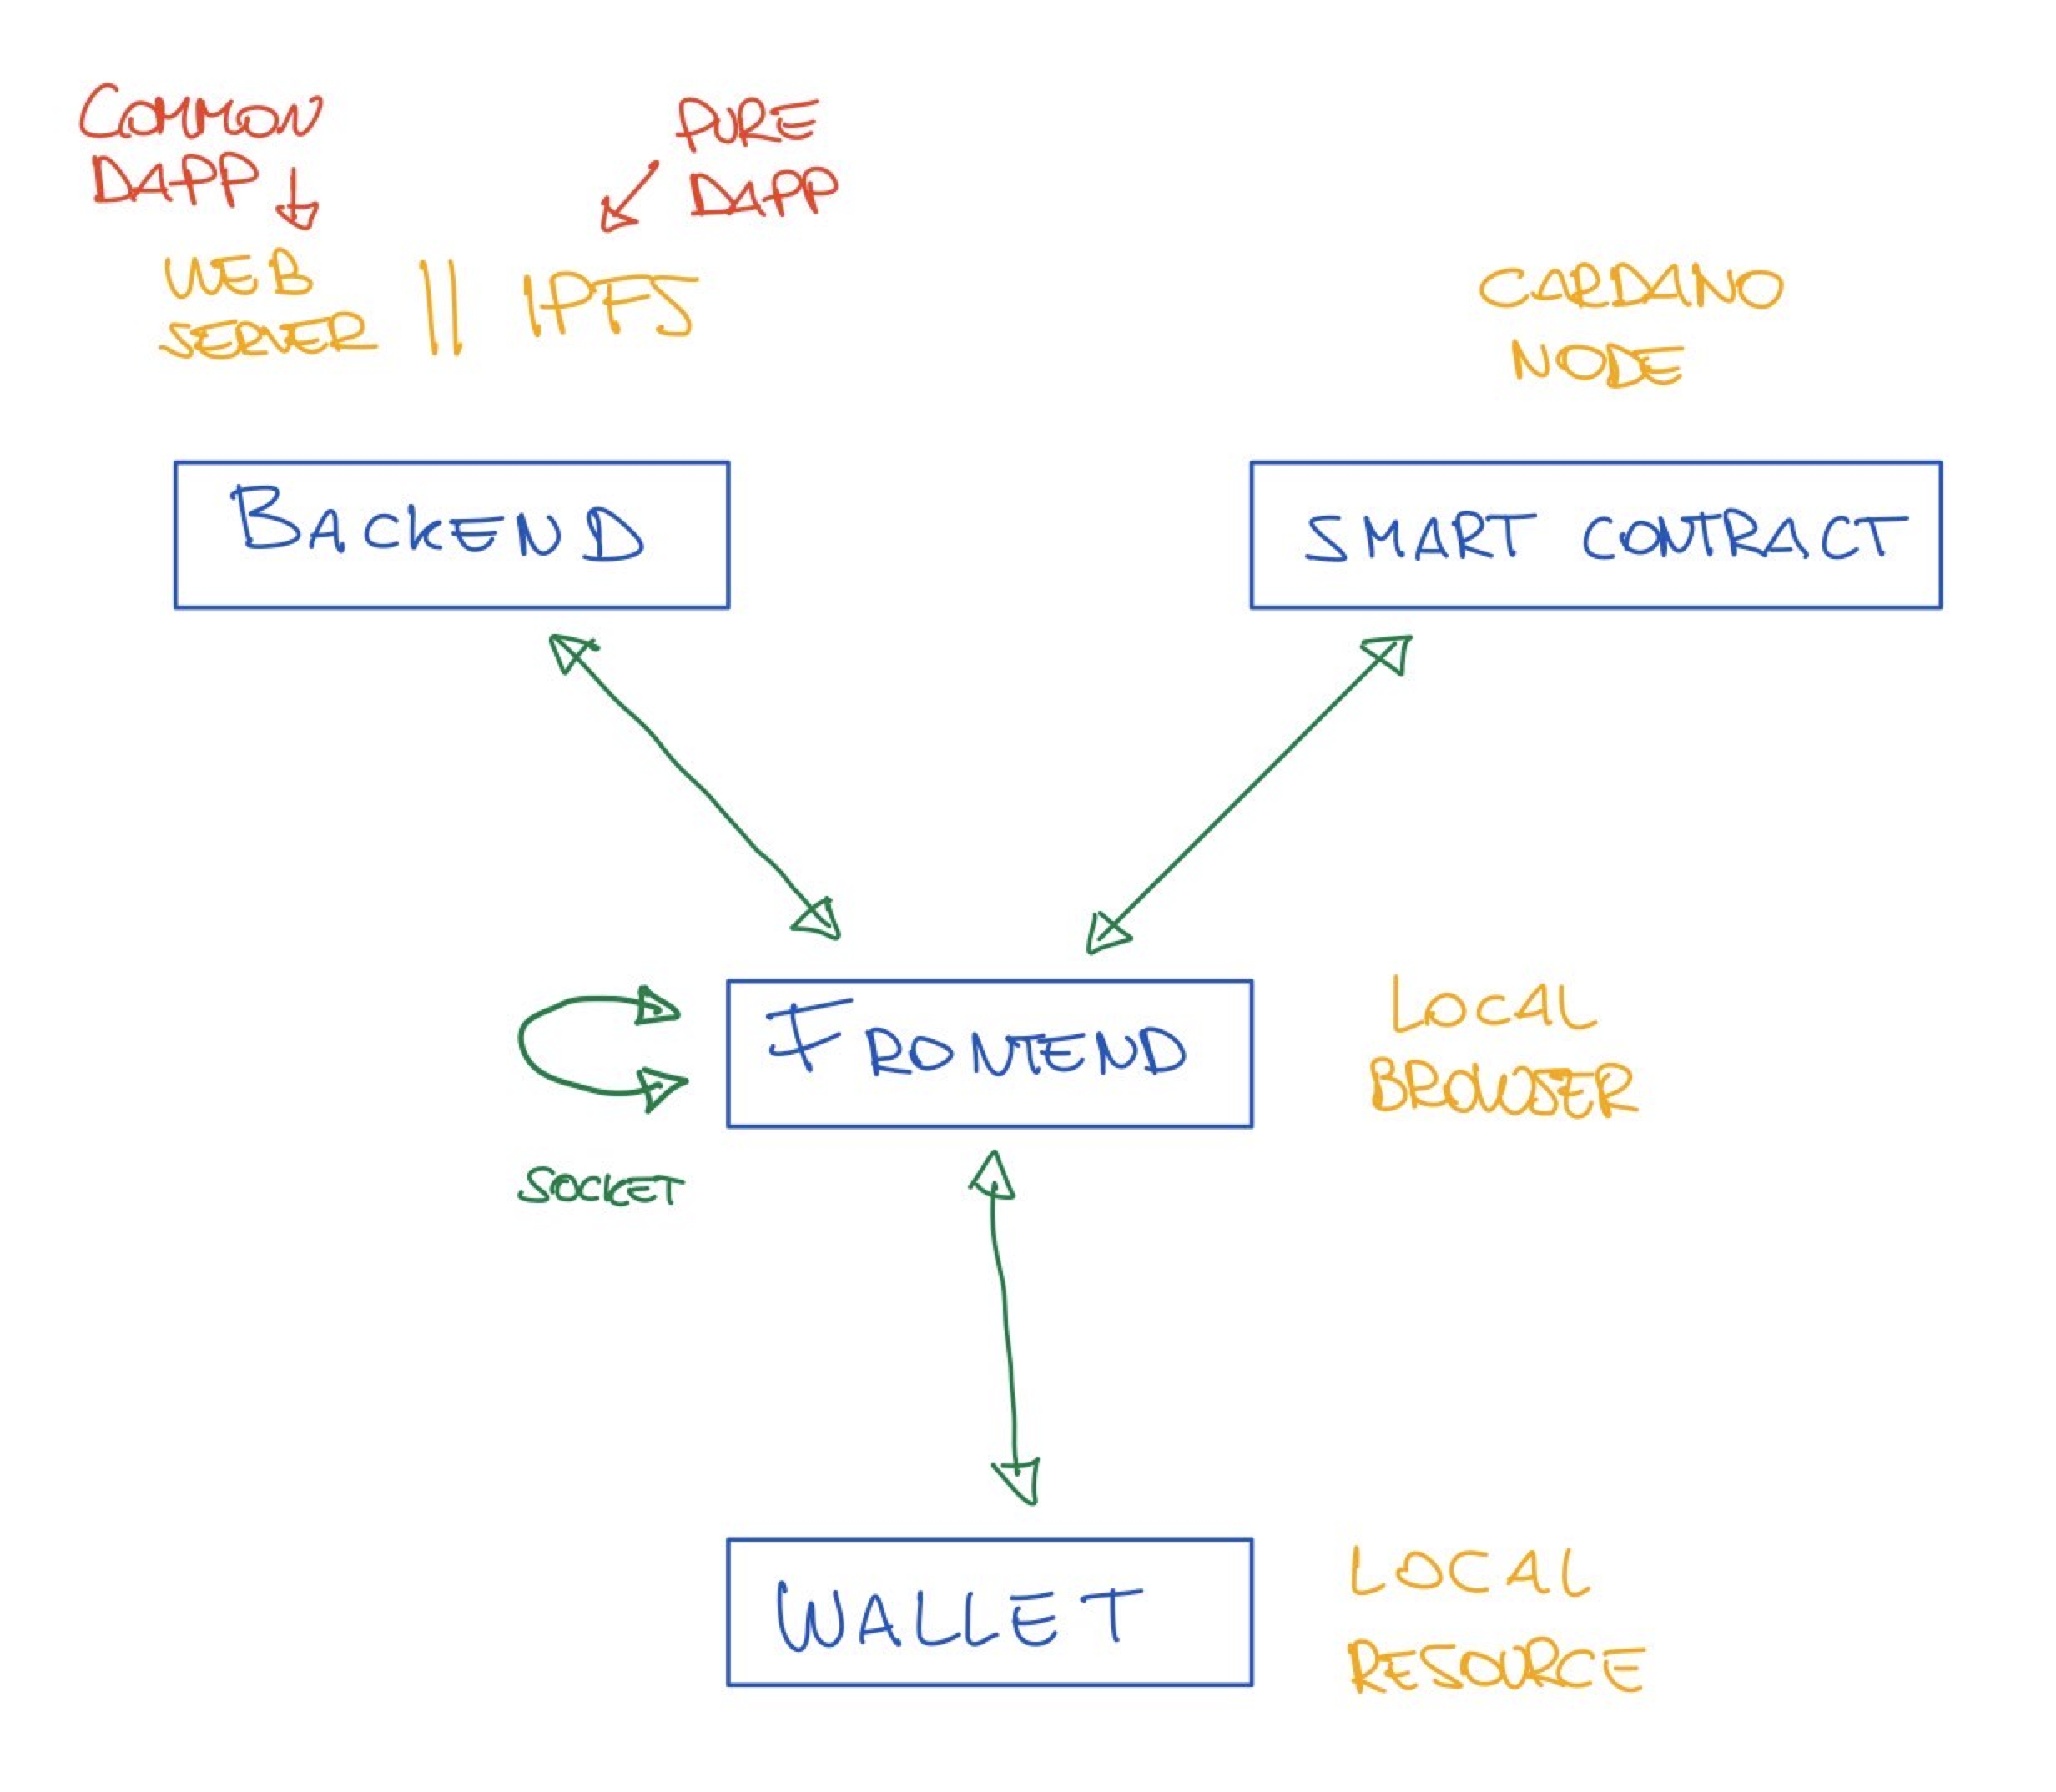 COMMON
DAPP
PURE
DAPP
WEB
SERVER
||
IPFS
CARDANO
NODE
BACKEND
SMART CONTRACT
FRONTEND
LOCAL
BROWSER
SOCKET
WALLET
LOCAL
RESOURCE